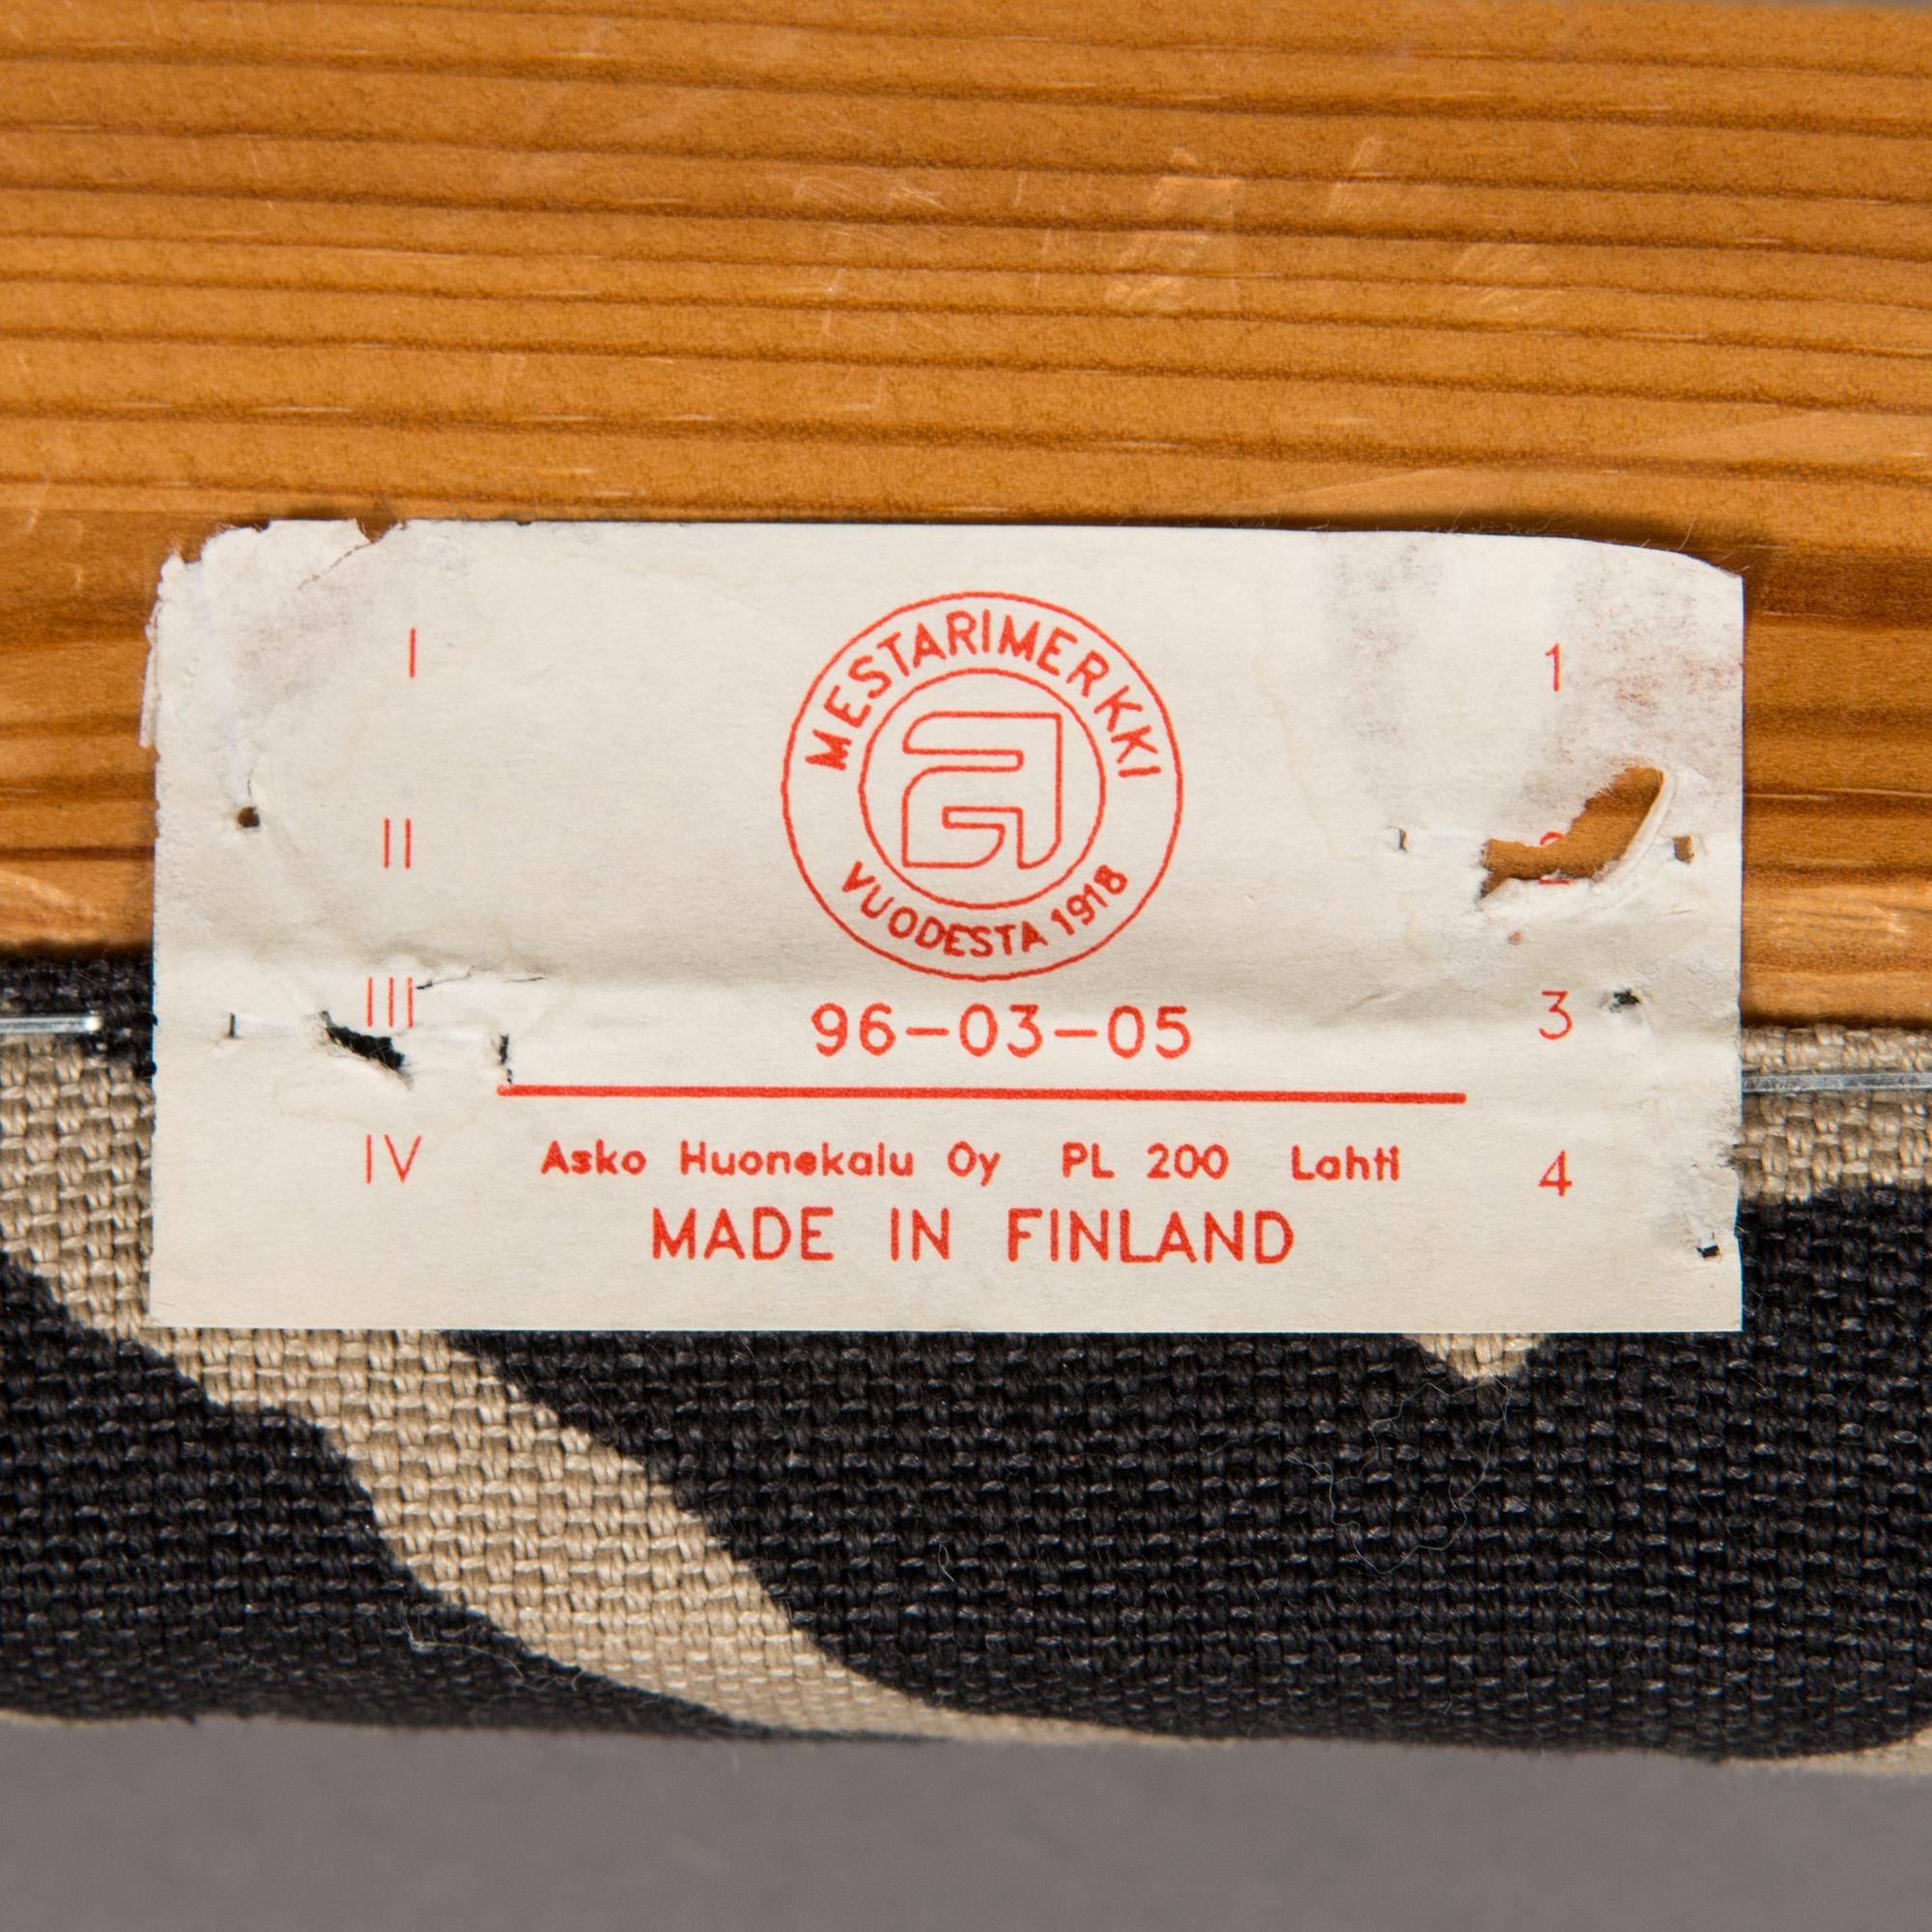 MESTARIMERKKI
a
VUODESTA 1918
I
1
II
2
III
96-03-05
3
IV
Asko Huonekalu Oy PL 200 Lahti
4
MADE IN FINLAND